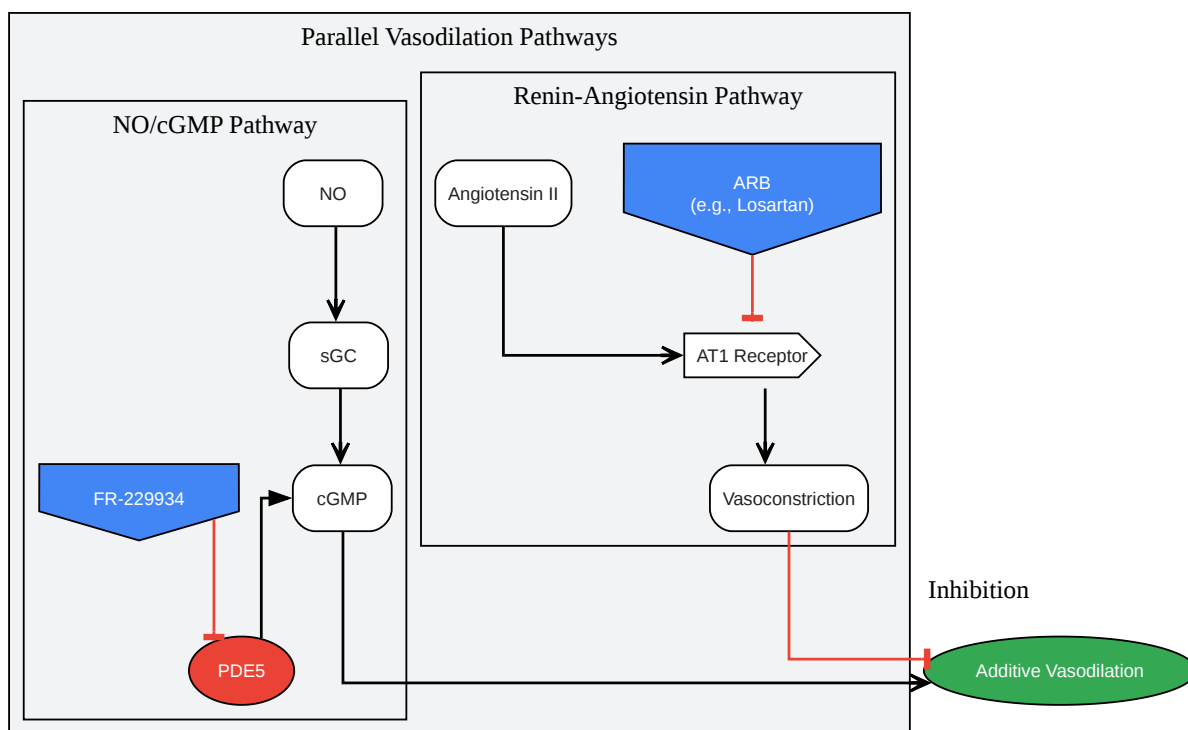 Parallel Vasodilation Pathways
NO/cGMP Pathway
NO
sGC
FR-229934
cGMP
PDE5
Renin-Angiotensin Pathway
Angiotensin II
ARB
(e.g., Losartan)
AT1 Receptor
Vasoconstriction
Inhibition
Additive Vasodilation